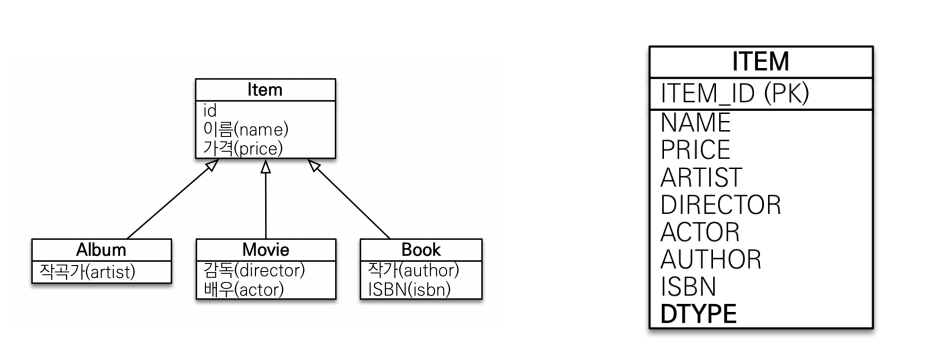 Item
id
이름(name)
가격(price)
Album
작곡가(artist)
Movie
감독(director)
배우(actor)
Book
작가(author)
ISBN(isbn)
ITEM
ITEM_ID (PK)
NAME
PRICE
ARTIST
DIRECTOR
ACTOR
AUTHOR
ISBN
DTYPE